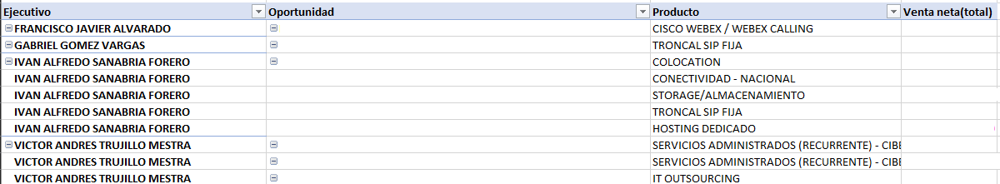 Ejecutivo Oportunidad Producto Venta neta(total)
FRANCISCO JAVIER ALVARADO CISCO WEBEX / WEBEX CALLING
GABRIEL GOMEZ VARGAS TRONCAL SIP FIJA
IVAN ALFREDO SANABRIA FORERO COLOCATION
IVAN ALFREDO SANABRIA FORERO CONECTIVIDAD - NACIONAL
IVAN ALFREDO SANABRIA FORERO STORAGE/ALMACENAMIENTO
IVAN ALFREDO SANABRIA FORERO TRONCAL SIP FIJA
IVAN ALFREDO SANABRIA FORERO HOSTING DEDICADO
VICTOR ANDRES TRUJILLO MESTRA SERVICIOS ADMINISTRADOS (RECURRENTE) - CIBE
VICTOR ANDRES TRUJILLO MESTRA SERVICIOS ADMINISTRADOS (RECURRENTE) - CIBE
VICTOR ANDRES TRUJILLO MESTRA IT OUTSOURCING